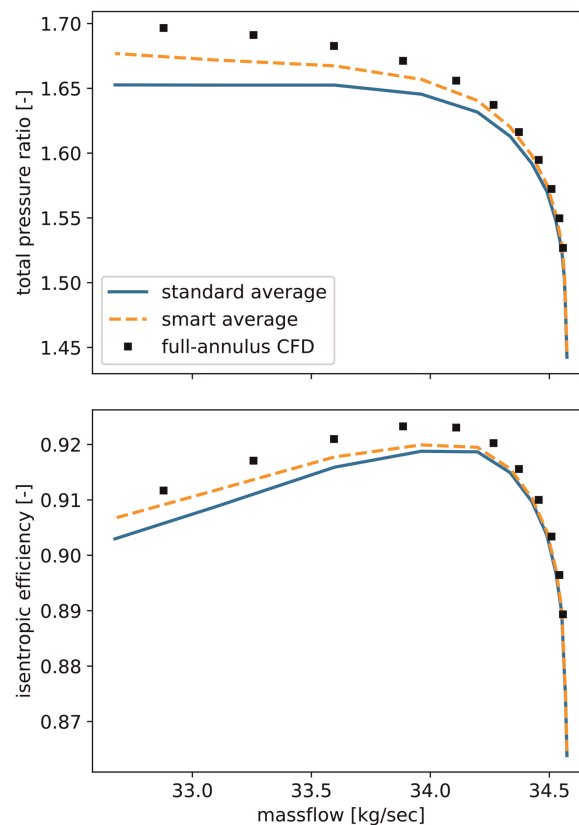 total pressure ratio [-]
1.70
1.65
1.60
1.55
1.50
1.45
standard average
smart average
full-annulus CFD
isentropic efficiency [-]
0.92
0.91
0.90
0.89
0.88
0.87
33.0 33.5 34.0 34.5
massflow [kg/sec]